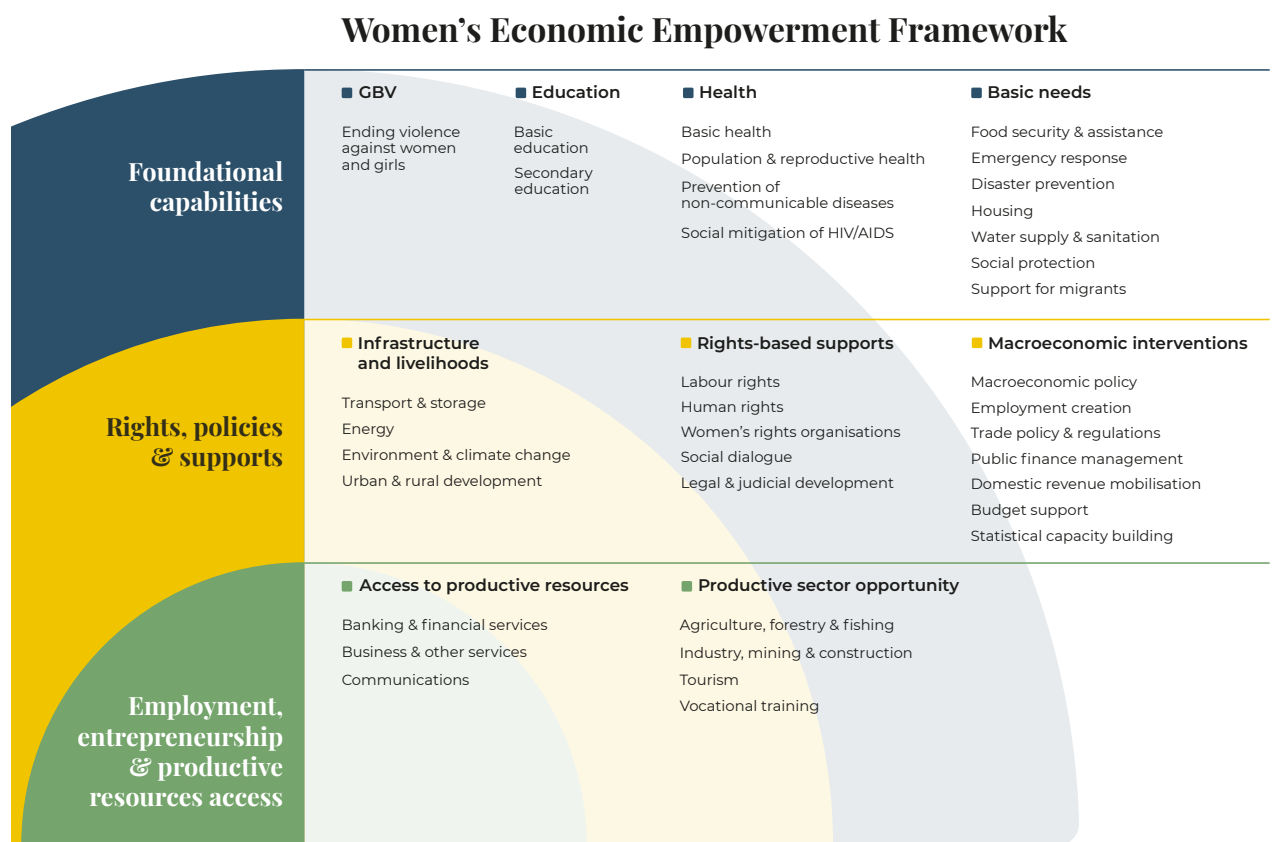 Women’s Economic Empowerment Framework
Foundational
capabilities
GBV
Ending violence
against women
and girls
Education
Basic
education
Secondary
education
Health
Basic health
Population & reproductive health
Prevention of
non-communicable diseases
Social mitigation of HIV/AIDS
Basic needs
Food security & assistance
Emergency response
Disaster prevention
Housing
Water supply & sanitation
Social protection
Support for migrants
Rights, policies
& supports
Infrastructure
and livelihoods
Transport & storage
Energy
Environment & climate change
Urban & rural development
Rights-based supports
Labour rights
Human rights
Women’s rights organisations
Social dialogue
Legal & judicial development
Macroeconomic interventions
Macroeconomic policy
Employment creation
Trade policy & regulations
Public finance management
Domestic revenue mobilisation
Budget support
Statistical capacity building
Employment,
entrepreneurship
& productive
resources access
Access to productive resources
Banking & financial services
Business & other services
Communications
Productive sector opportunity
Agriculture, forestry & fishing
Industry, mining & construction
Tourism
Vocational training